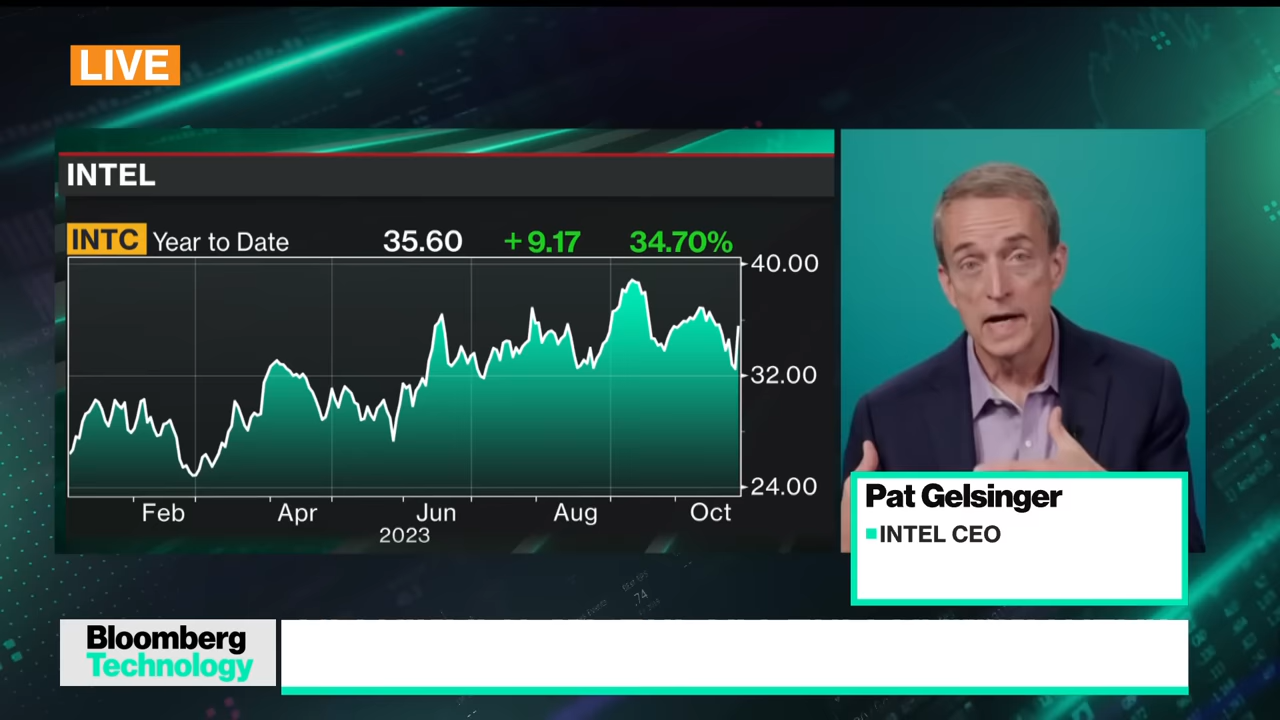 LIVE
INTEL
INTC Year to Date 35.60 +9.17 34.70%
40.00
32.00
24.00
Feb Apr Jun Aug Oct
2023
Pat Gelsinger
INTEL CEO
Bloomberg
Technology
.74